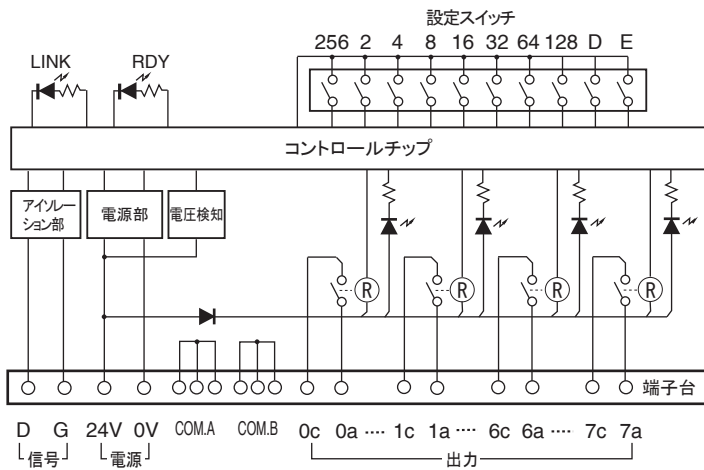 設定スイッチ
256 2 4 8 16 32 64 128 D E
LINK RDY
コントロールチップ
アイソレーション部
電源部
電圧検知
R R R R
端子台
D G 24V 0V COM.A COM.B 0c 0a ···· 1c 1a ···· 6c 6a ···· 7c 7a
信号 電源 出力